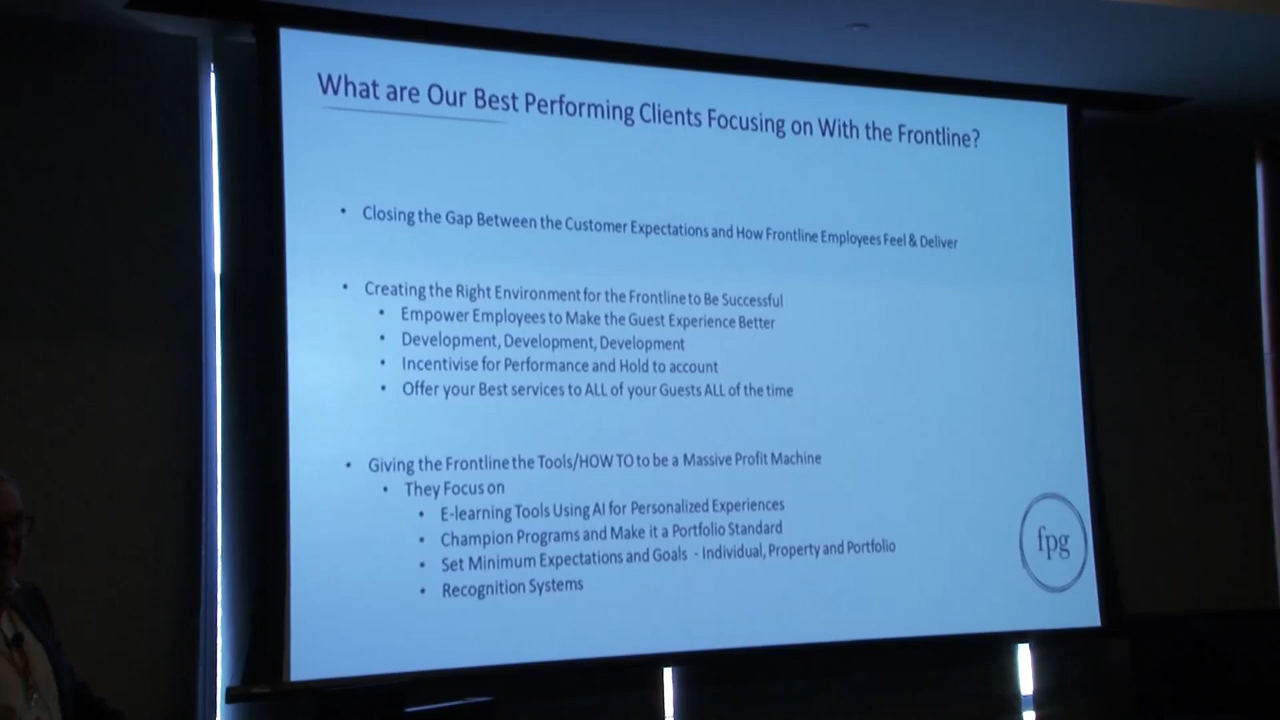 What are Our Best Performing Clients Focusing on With the Frontline?
• Closing the Gap Between the Customer Expectations and How Frontline Employees Feel & Deliver
• Creating the Right Environment for the Frontline to Be Successful
• Empower Employees to Make the Guest Experience Better
• Development, Development, Development
• Incentivise for Performance and Hold to account
• Offer your Best services to ALL of your Guests ALL of the time
• Giving the Frontline the Tools/HOW TO to be a Massive Profit Machine
• They Focus on
• E-learning Tools Using AI for Personalized Experiences
• Champion Programs and Make it a Portfolio Standard
• Set Minimum Expectations and Goals - Individual, Property and Portfolio
• Recognition Systems
fpg